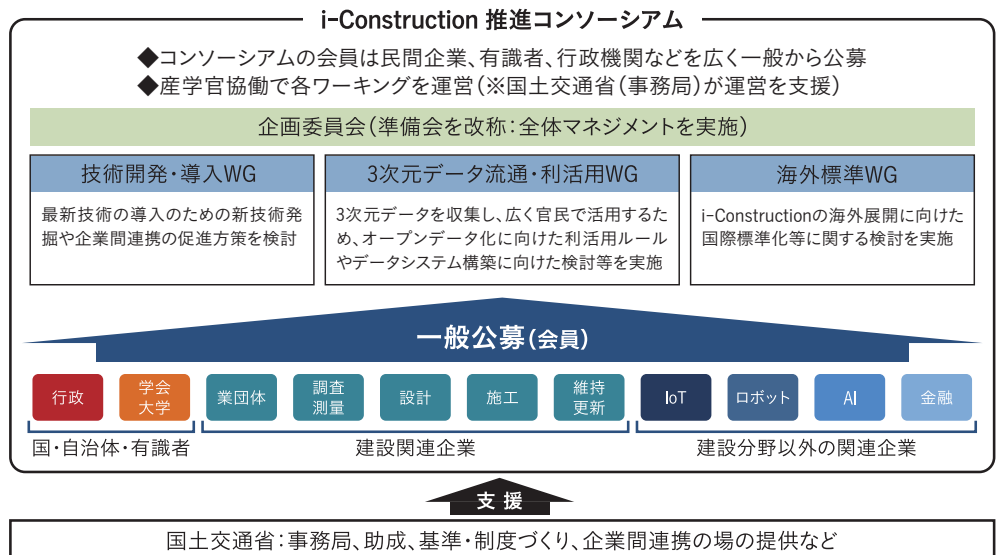 i-Construction 推進コンソーシアム
◆コンソーシアムの会員は民間企業、有識者、行政機関などを広く一般から公募
◆産学官協働で各ワーキングを運営(※国土交通省(事務局)が運営を支援)
企画委員会(準備会を改称:全体マネジメントを実施)
技術開発・導入WG
最新技術の導入のための新技術発
掘や企業間連携の促進方策を検討
3次元データ流通・利活用WG
3次元データを収集し、広く官民で活用するた
め、オープンデータ化に向けた利活用ルール
やデータシステム構築に向けた検討等を実施
海外標準WG
i-Constructionの海外展開に向けた
国際標準化等に関する検討を実施
一般公募(会員)
行政
学会
大学
業団体
調査
測量
設計
施工
維持
更新
IoT
ロボット
AI
金融
国・自治体・有識者
建設関連企業
建設分野以外の関連企業
支援
国土交通省:事務局、助成、基準・制度づくり、企業間連携の場の提供など